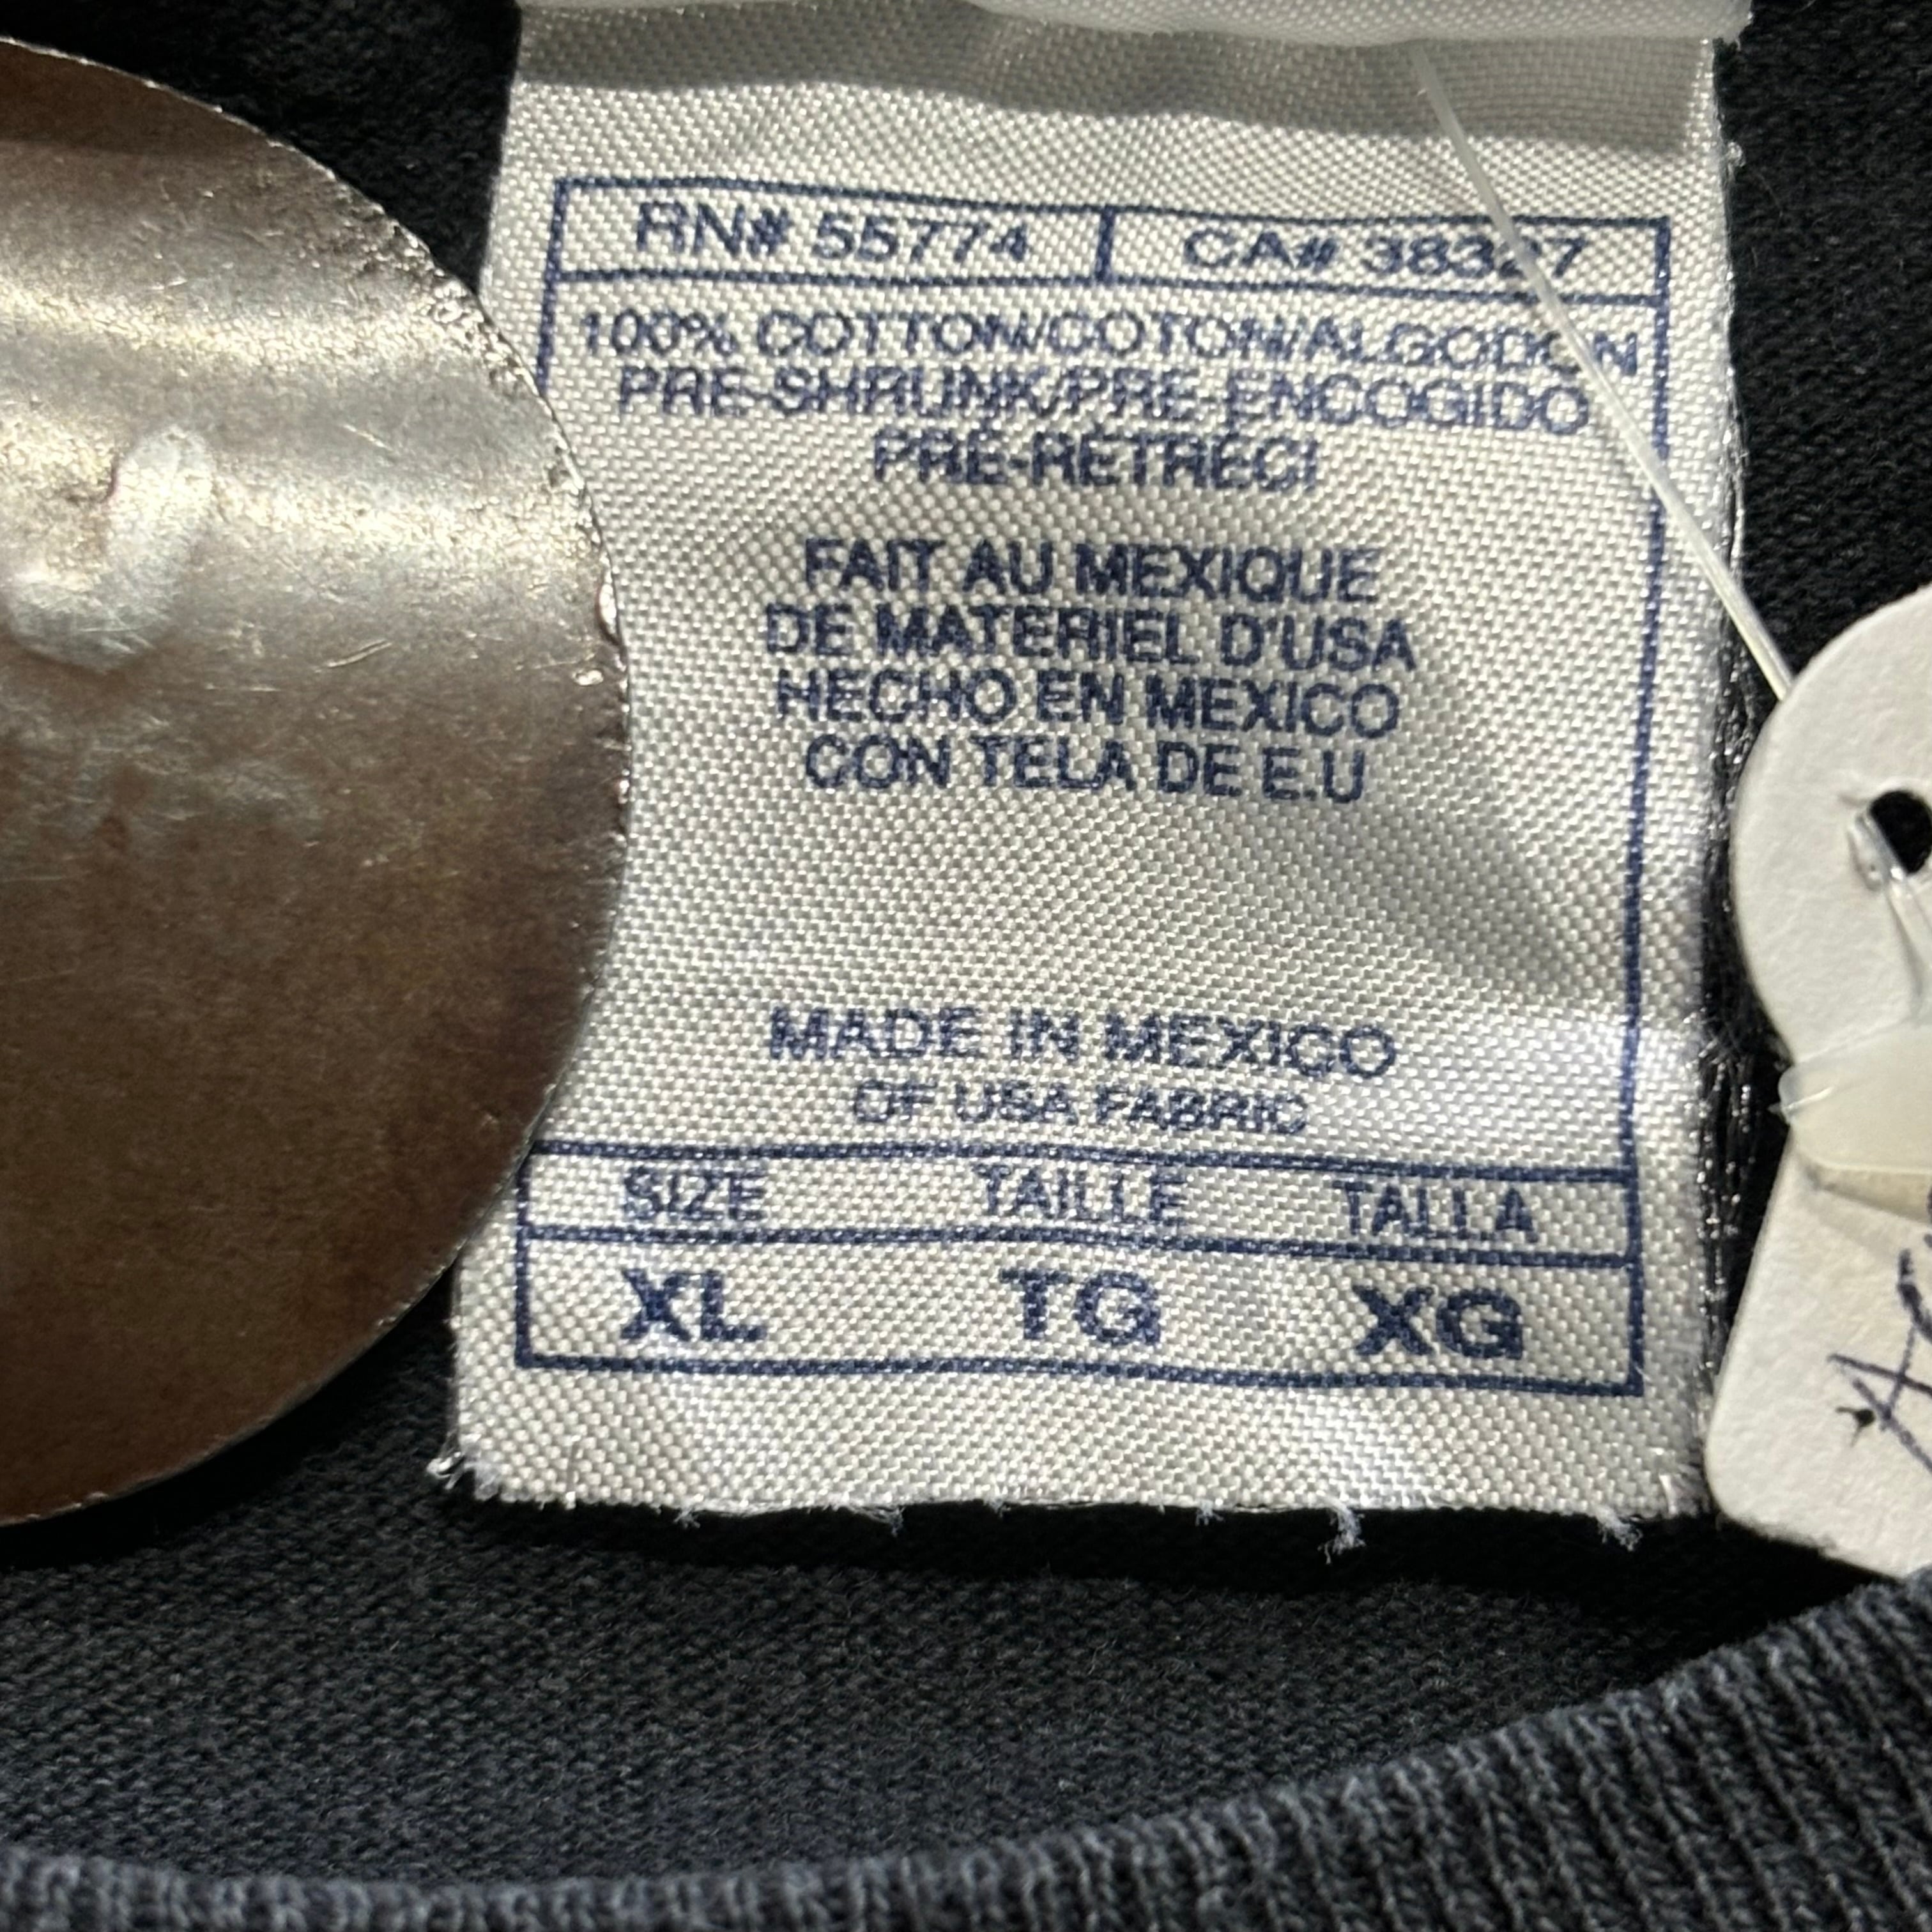 RN# 55774 CA# 38327
100% COTTON/COTON/ALGODON
PRE-SHRUNK/PRE-ENCOGIDO
PRÉ-RÉTRÉCI
FAIT AU MEXIQUE
DE MATERIEL D'USA
HECHO EN MEXICO
CON TELA DE E.U
MADE IN MEXICO
OF USA FABRIC
SIZE TAILLE TALLA
XL TG XG